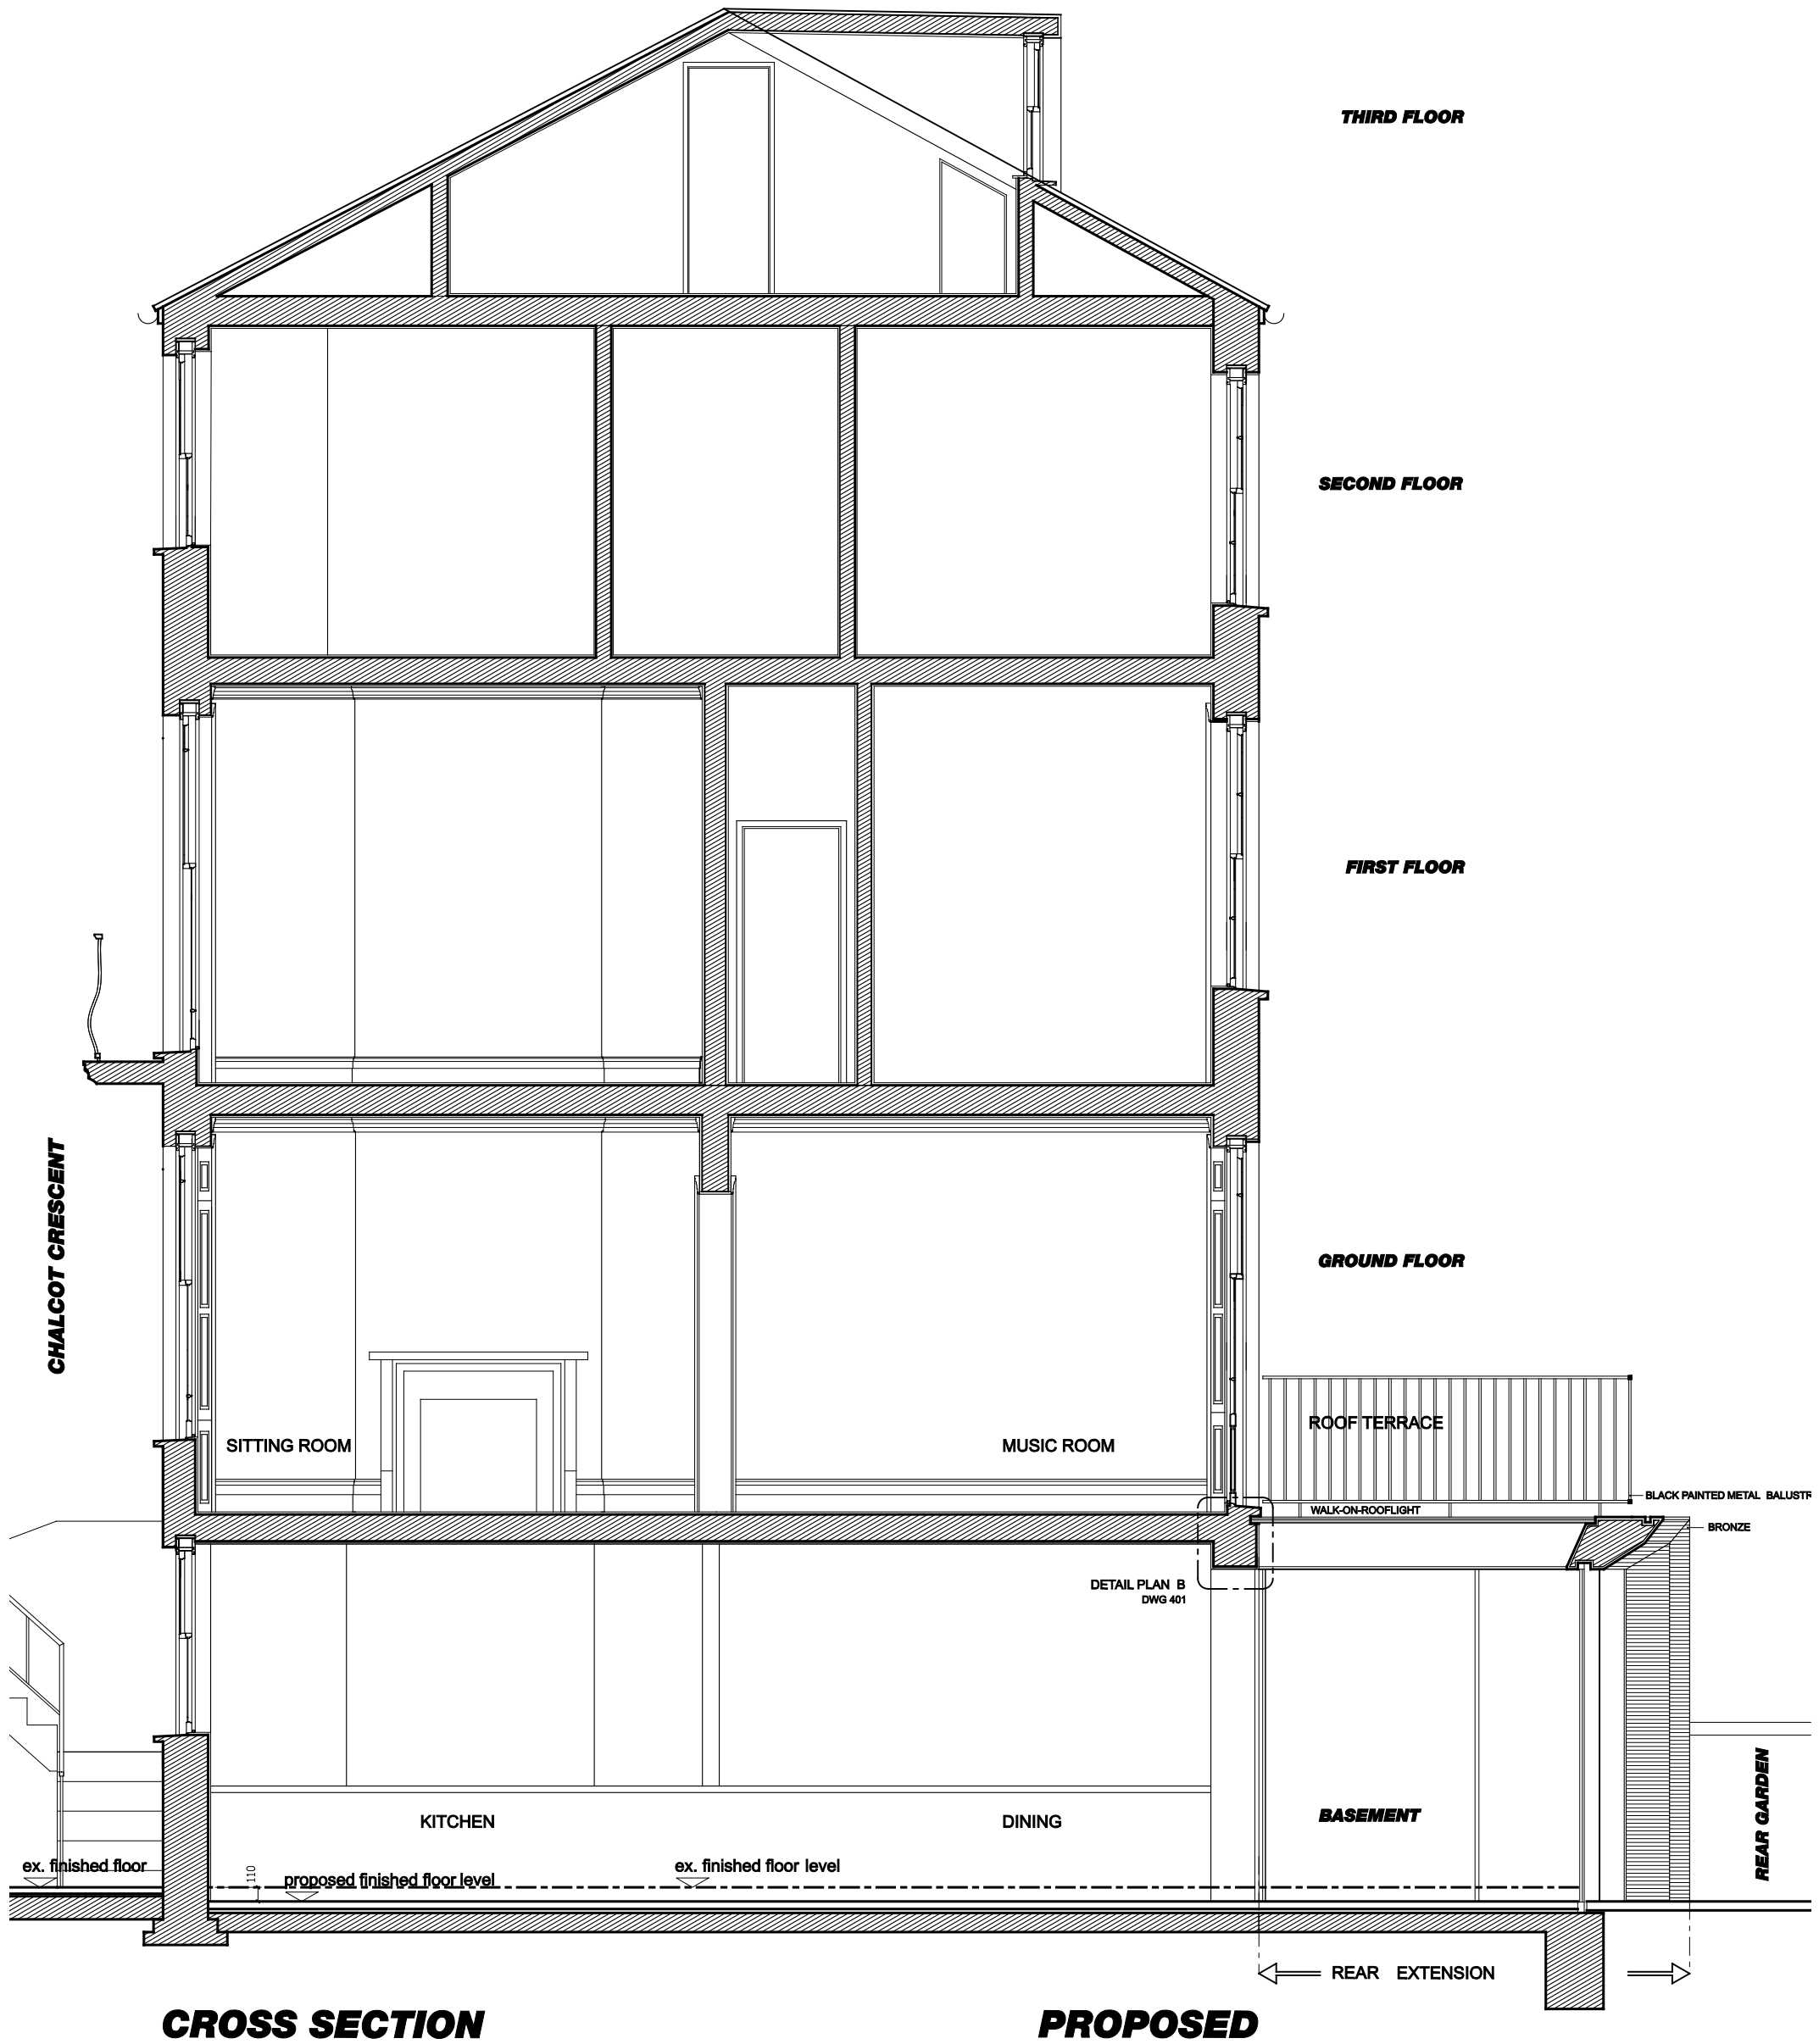 THIRD FLOOR
SECOND FLOOR
FIRST FLOOR
CHALCOT CRESCENT
GROUND FLOOR
SITTING ROOM
MUSIC ROOM
ROOF TERRACE
BLACK PAINTED METAL BALUSTR
WALK-ON-ROOFLIGHT
BRONZE
DETAIL PLAN B
DWG 401
KITCHEN
DINING
BASEMENT
REAR GARDEN
ex. finished floor
110
proposed finished floor level
ex. finished floor level
REAR EXTENSION
CROSS SECTION
PROPOSED